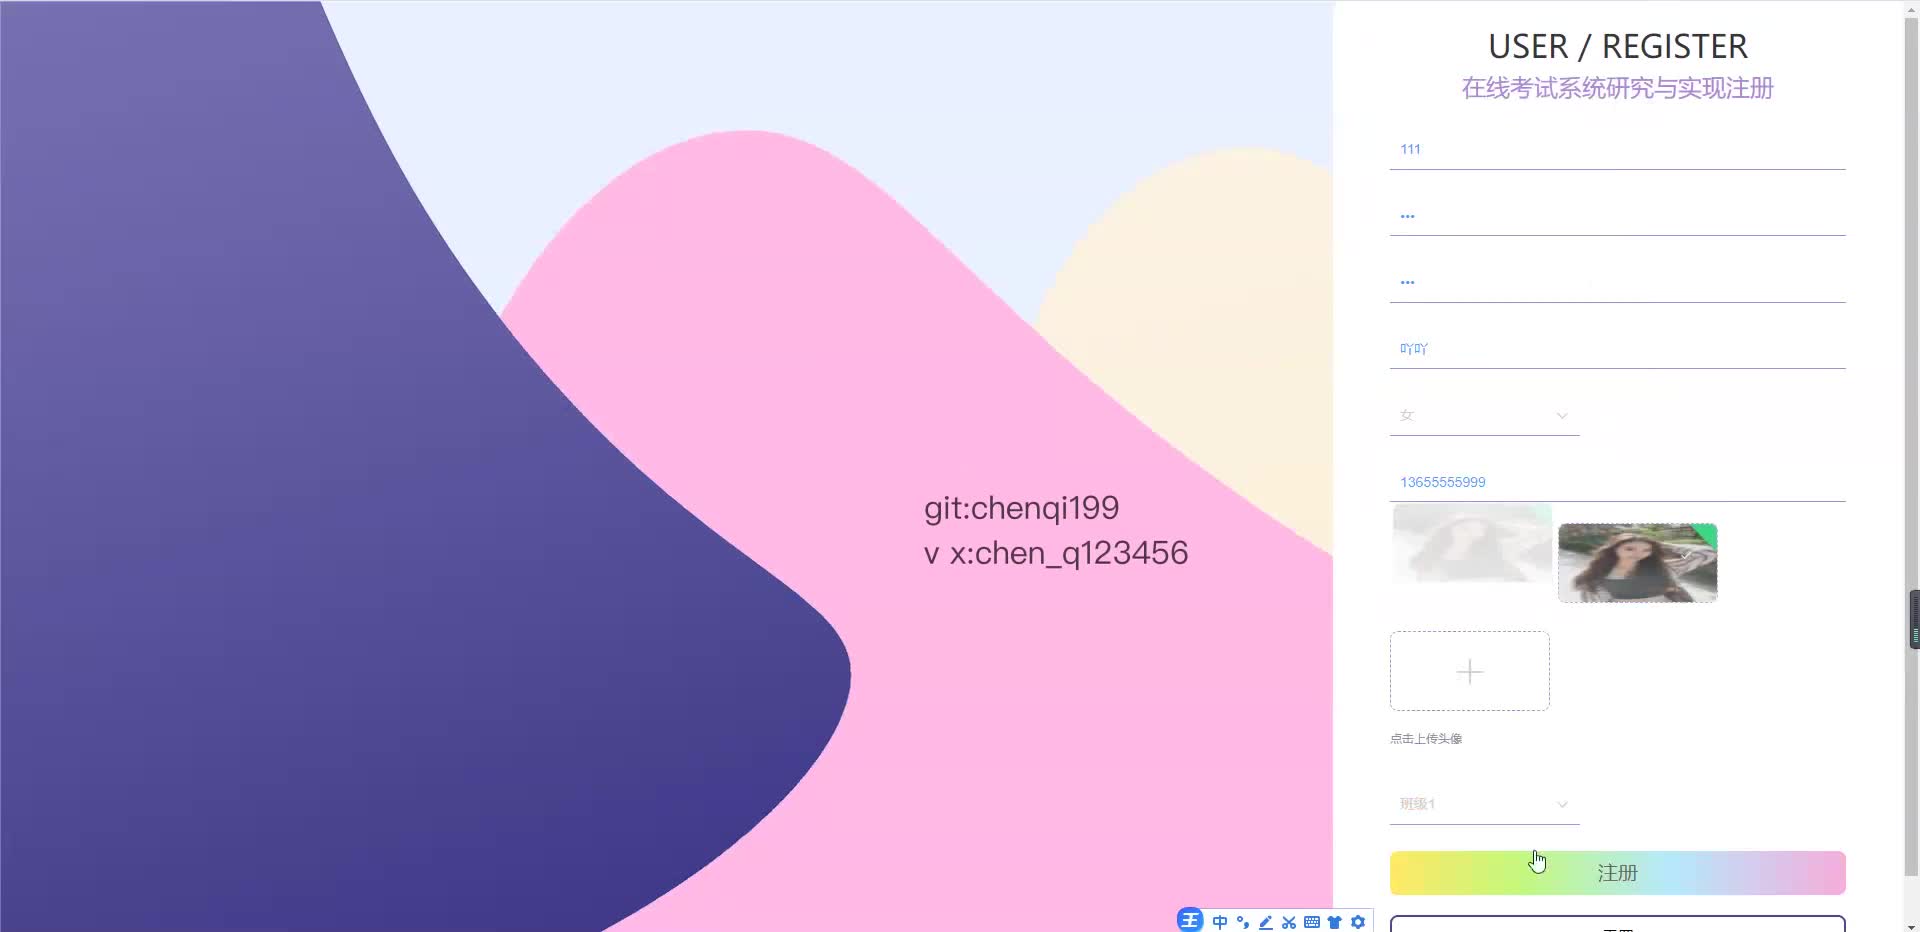 USER / REGISTER
在线考试系统研究与实现注册
111
•••
•••
吖吖
女
13655555999
git:chenqi199
v x:chen_q123456
点击上传头像
班级1
注册
王 中